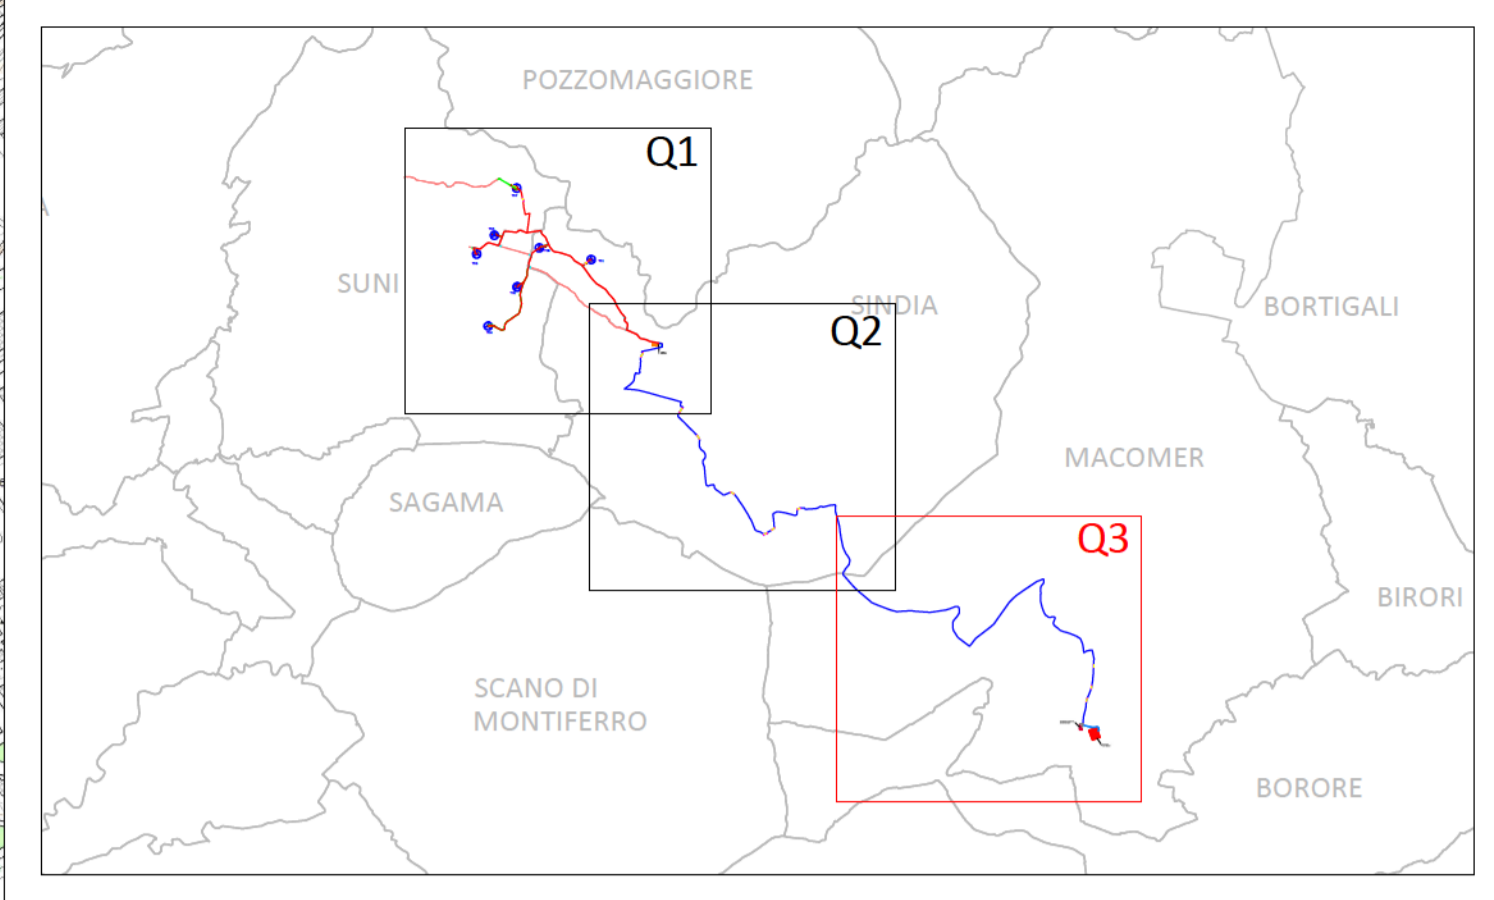 POZZOMAGGIORE
Q1
SUNI
SINDIA
BORTIGALI
Q2
MACOMER
SAGAMA
Q3
BIRORI
SCANO DI
MONTIFERRO
BORORE